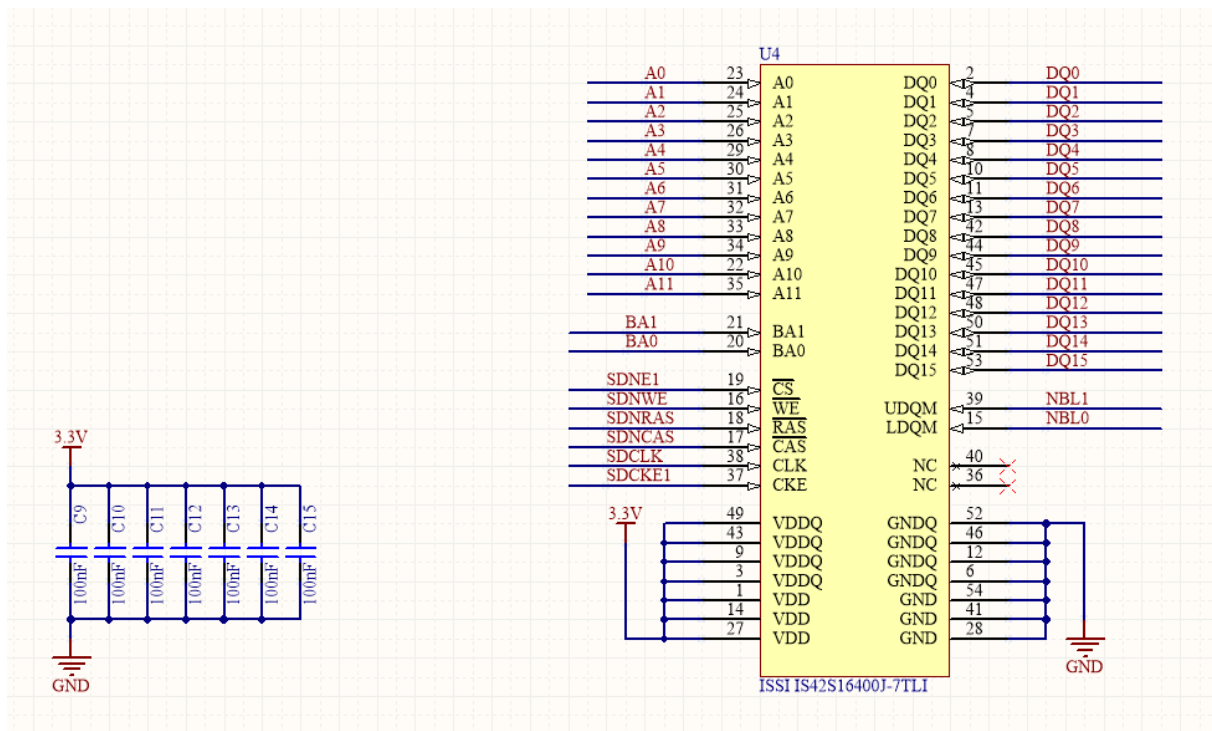 U4
A0 23 A0 DQ0 2 DQ0
A1 24 A1 DQ1 4 DQ1
A2 25 A2 DQ2 5 DQ2
A3 26 A3 DQ3 7 DQ3
A4 29 A4 DQ4 8 DQ4
A5 30 A5 DQ5 10 DQ5
A6 31 A6 DQ6 11 DQ6
A7 32 A7 DQ7 13 DQ7
A8 33 A8 DQ8 42 DQ8
A9 34 A9 DQ9 44 DQ9
A10 22 A10 DQ10 45 DQ10
A11 35 A11 DQ11 47 DQ11
DQ12 48 DQ12
BA1 21 BA1 DQ13 50 DQ13
BA0 20 BA0 DQ14 51 DQ14
DQ15 53 DQ15
SDNE1 19 CS
SDNWE 16 WE UDQM 39 NBL1
SDNRAS 18 RAS LDQM 15 NBL0
SDNCAS 17 CAS
SDCLK 38 CLK NC 40
SDCKE1 37 CKE NC 36
3.3V
49 VDDQ GNDQ 52
43 VDDQ GNDQ 46
9 VDDQ GNDQ 12
3 VDDQ GNDQ 6
1 VDD GND 54
14 VDD GND 41
27 VDD GND 28
GND
ISSI IS42S16400J-7TLI
3.3V
C9 C10 C11 C12 C13 C14 C15
100nF 100nF 100nF 100nF 100nF 100nF 100nF
GND